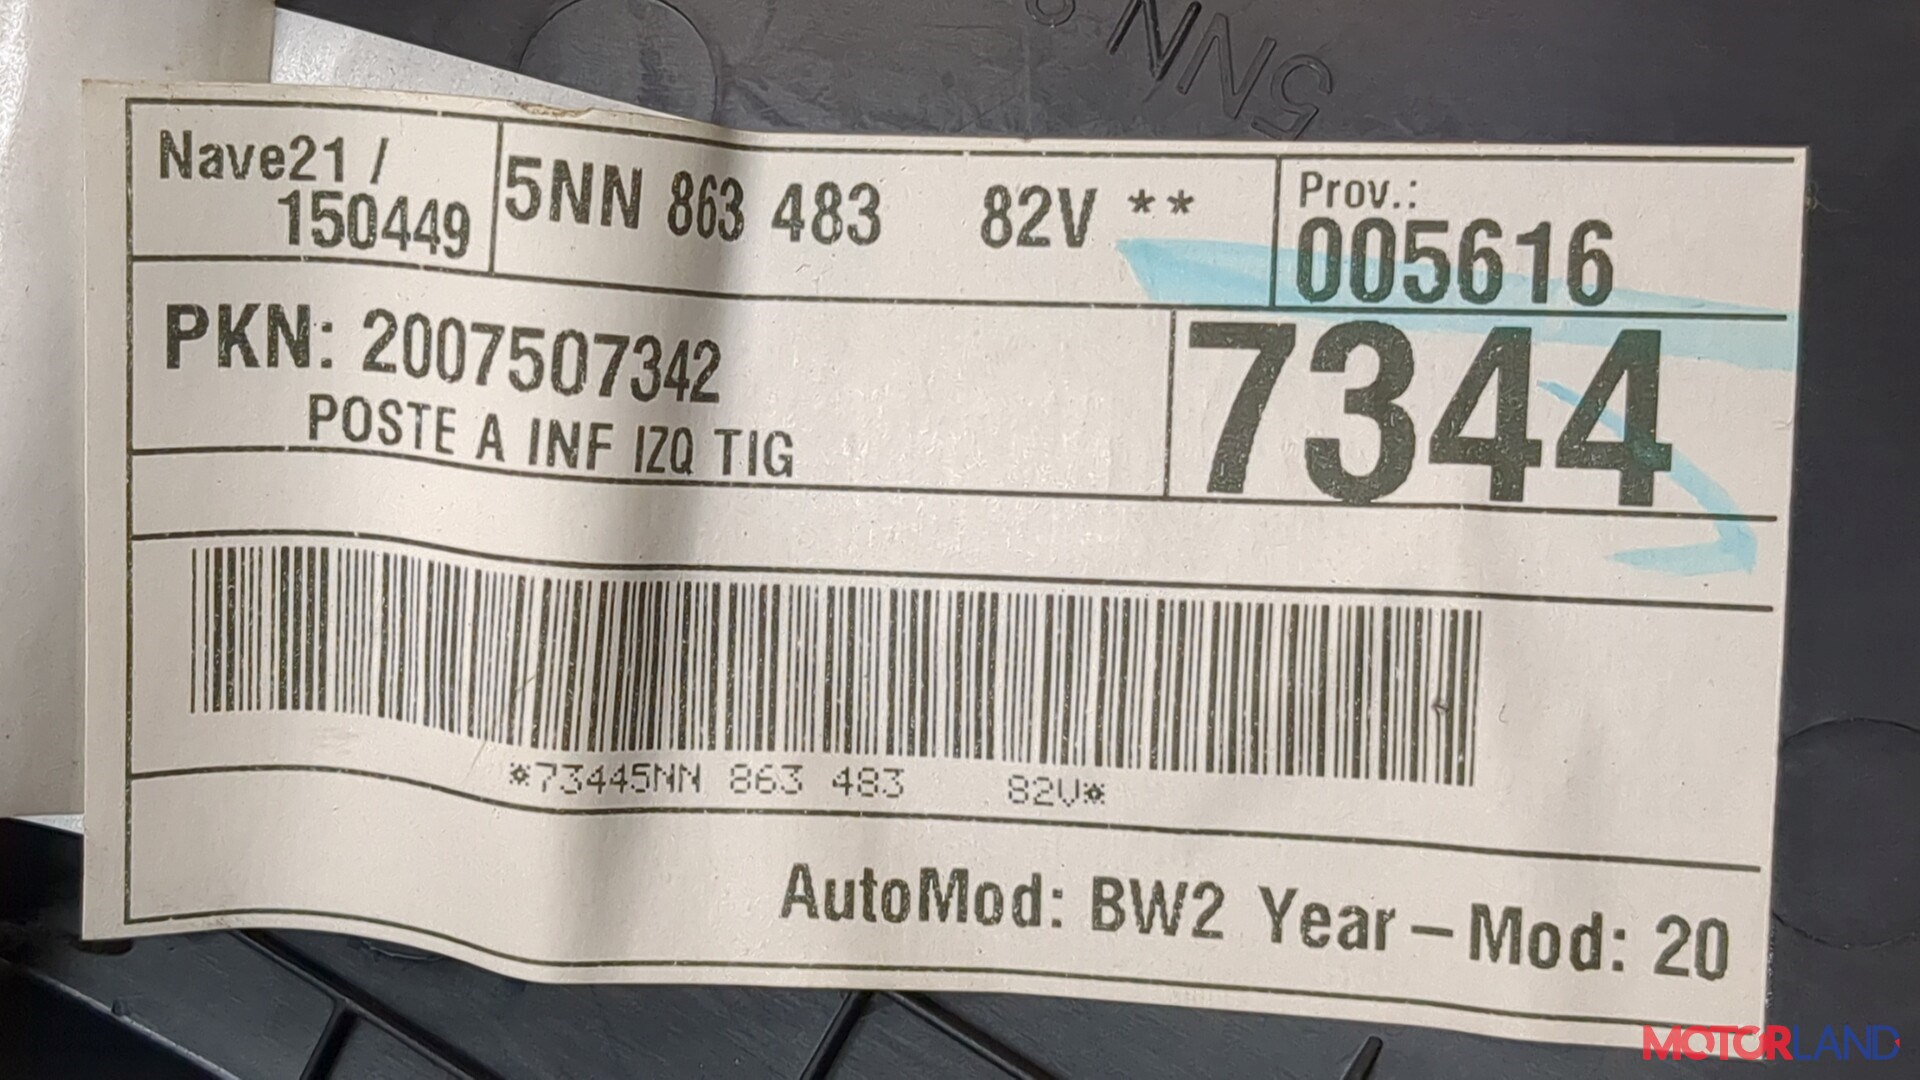 5NN
Nave21 /
150449
5NN 863 483 82V **
Prov.:
005616
PKN: 2007507342
POSTE A INF IZQ TIG
7344
*73445NN 863 483 82V*
AutoMod: BW2 Year-Mod: 20
MOTORLAND